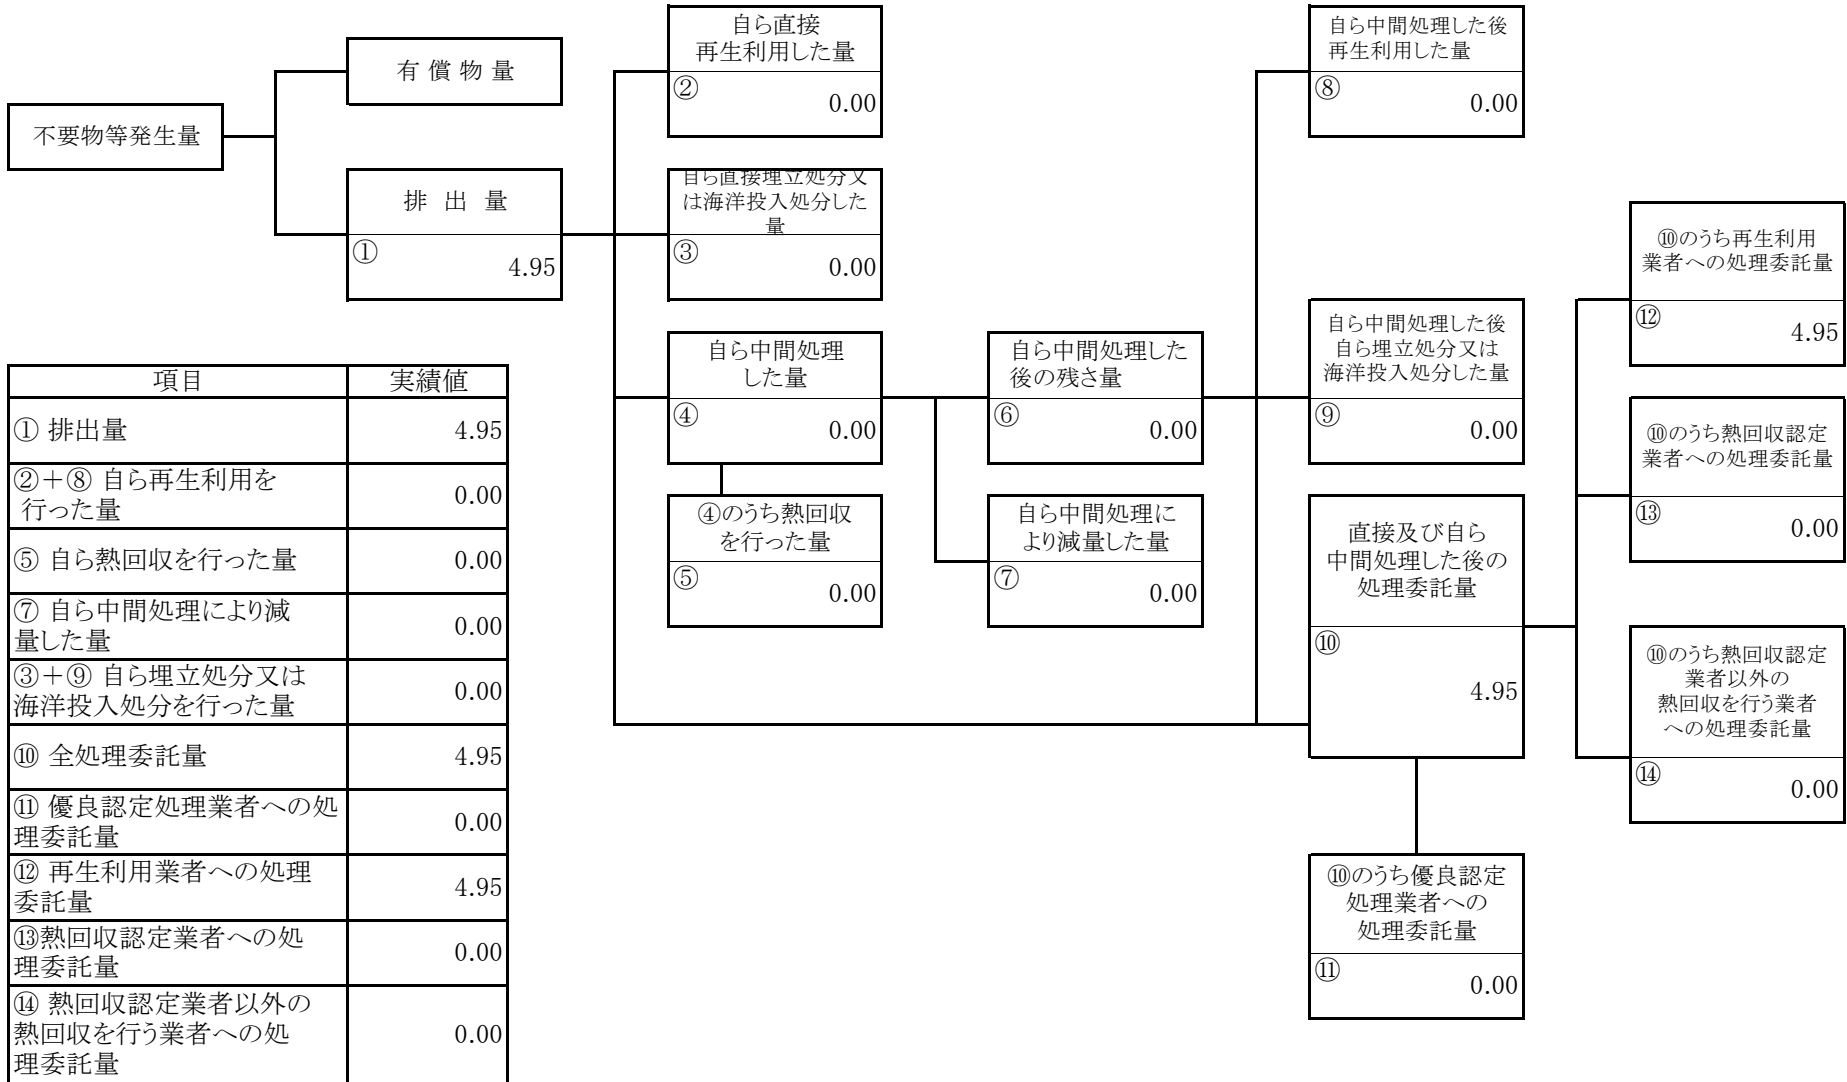 不要物等発生量
有 償 物 量
排 出 量
①
4.95
自ら直接
再生利用した量
②
0.00
自ら直接埋立処分又
は海洋投入処分した
量
③
0.00
自ら中間処理
した量
④
0.00
④のうち熱回収
を行った量
⑤
0.00
自ら中間処理した
後の残さ量
⑥
0.00
自ら中間処理に
より減量した量
⑦
0.00
自ら中間処理した後
再生利用した量
⑧
0.00
自ら中間処理した後
自ら埋立処分又は
海洋投入処分した量
⑨
0.00
直接及び自ら
中間処理した後の
処理委託量
⑩
4.95
⑩のうち優良認定
処理業者への
処理委託量
⑪
0.00
⑩のうち再生利用
業者への処理委託量
⑫
4.95
⑩のうち熱回収認定
業者への処理委託量
⑬
0.00
⑩のうち熱回収認定
業者以外の
熱回収を行う業者
への処理委託量
⑭
0.00
項目 実績値
① 排出量 4.95
②＋⑧ 自ら再生利用を
行った量 0.00
⑤ 自ら熱回収を行った量 0.00
⑦ 自ら中間処理により減
量した量 0.00
③＋⑨ 自ら埋立処分又は
海洋投入処分を行った量 0.00
⑩ 全処理委託量 4.95
⑪ 優良認定処理業者への処
理委託量 0.00
⑫ 再生利用業者への処理
委託量 4.95
⑬熱回収認定業者への処
理委託量 0.00
⑭ 熱回収認定業者以外の
熱回収を行う業者への処
理委託量 0.00